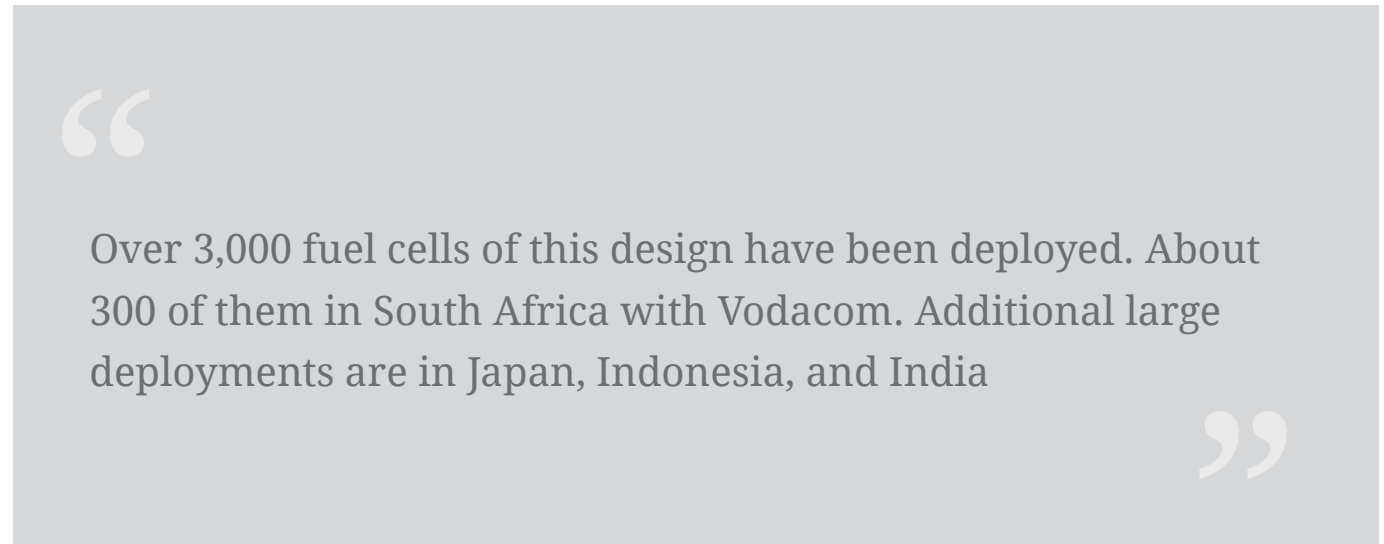 “
Over 3,000 fuel cells of this design have been deployed. About
300 of them in South Africa with Vodacom. Additional large
deployments are in Japan, Indonesia, and India
”